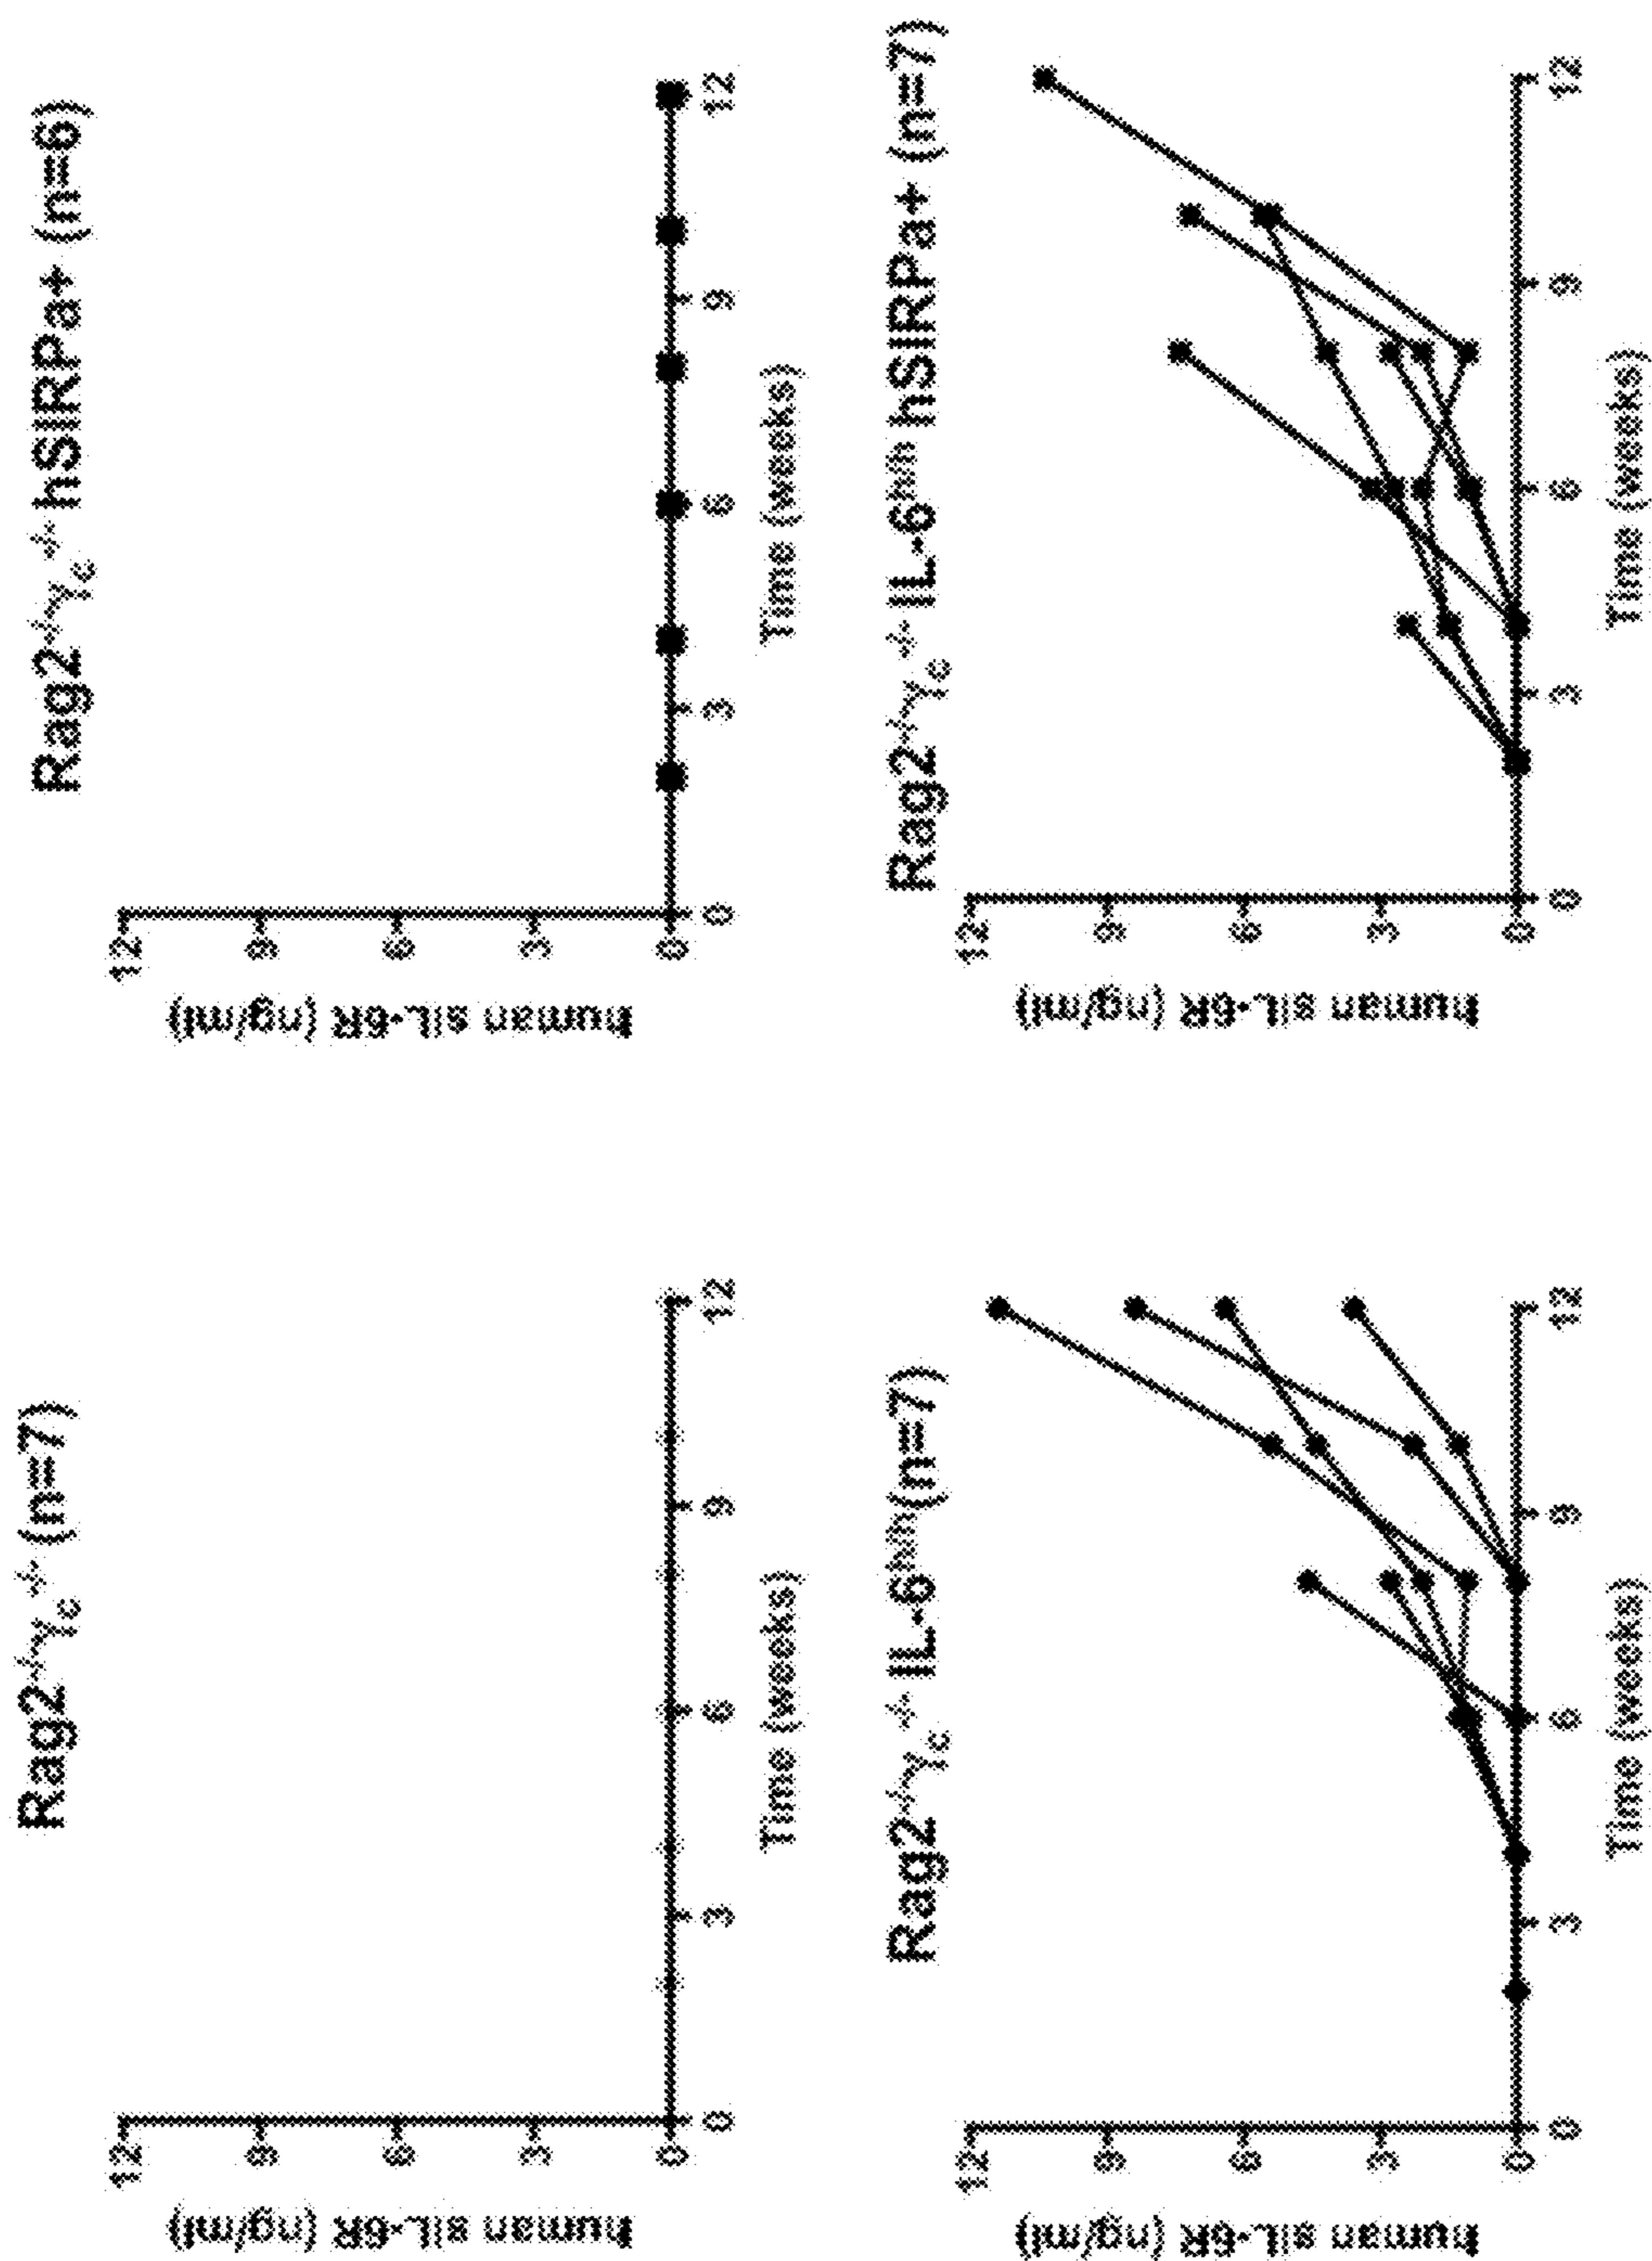 Rag2-/-γc-/- (n=7)
human sIL-6R (ng/ml)
12
9
6
3
0
0 3 6 9 12
Time (weeks)
Rag2-/-γc-/- hSIRPa+ (n=6)
human sIL-6R (ng/ml)
12
9
6
3
0
0 3 6 9 12
Time (weeks)
Rag2-/-γc-/- IL-6h/h(n=7)
human sIL-6R (ng/ml)
12
9
6
3
0
0 3 6 9 12
Time (weeks)
Rag2-/-γc-/- IL-6h/h hSIRPa+ (n=7)
human sIL-6R (ng/ml)
12
9
6
3
0
0 3 6 9 12
Time (weeks)